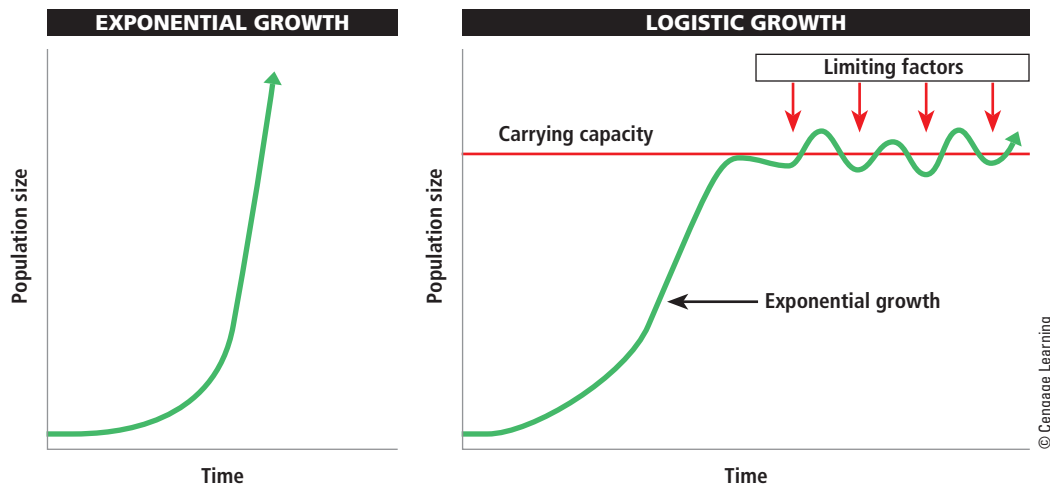 EXPONENTIAL GROWTH
Population size
Time
LOGISTIC GROWTH
Limiting factors
Carrying capacity
Population size
Exponential growth
Time
© Cengage Learning